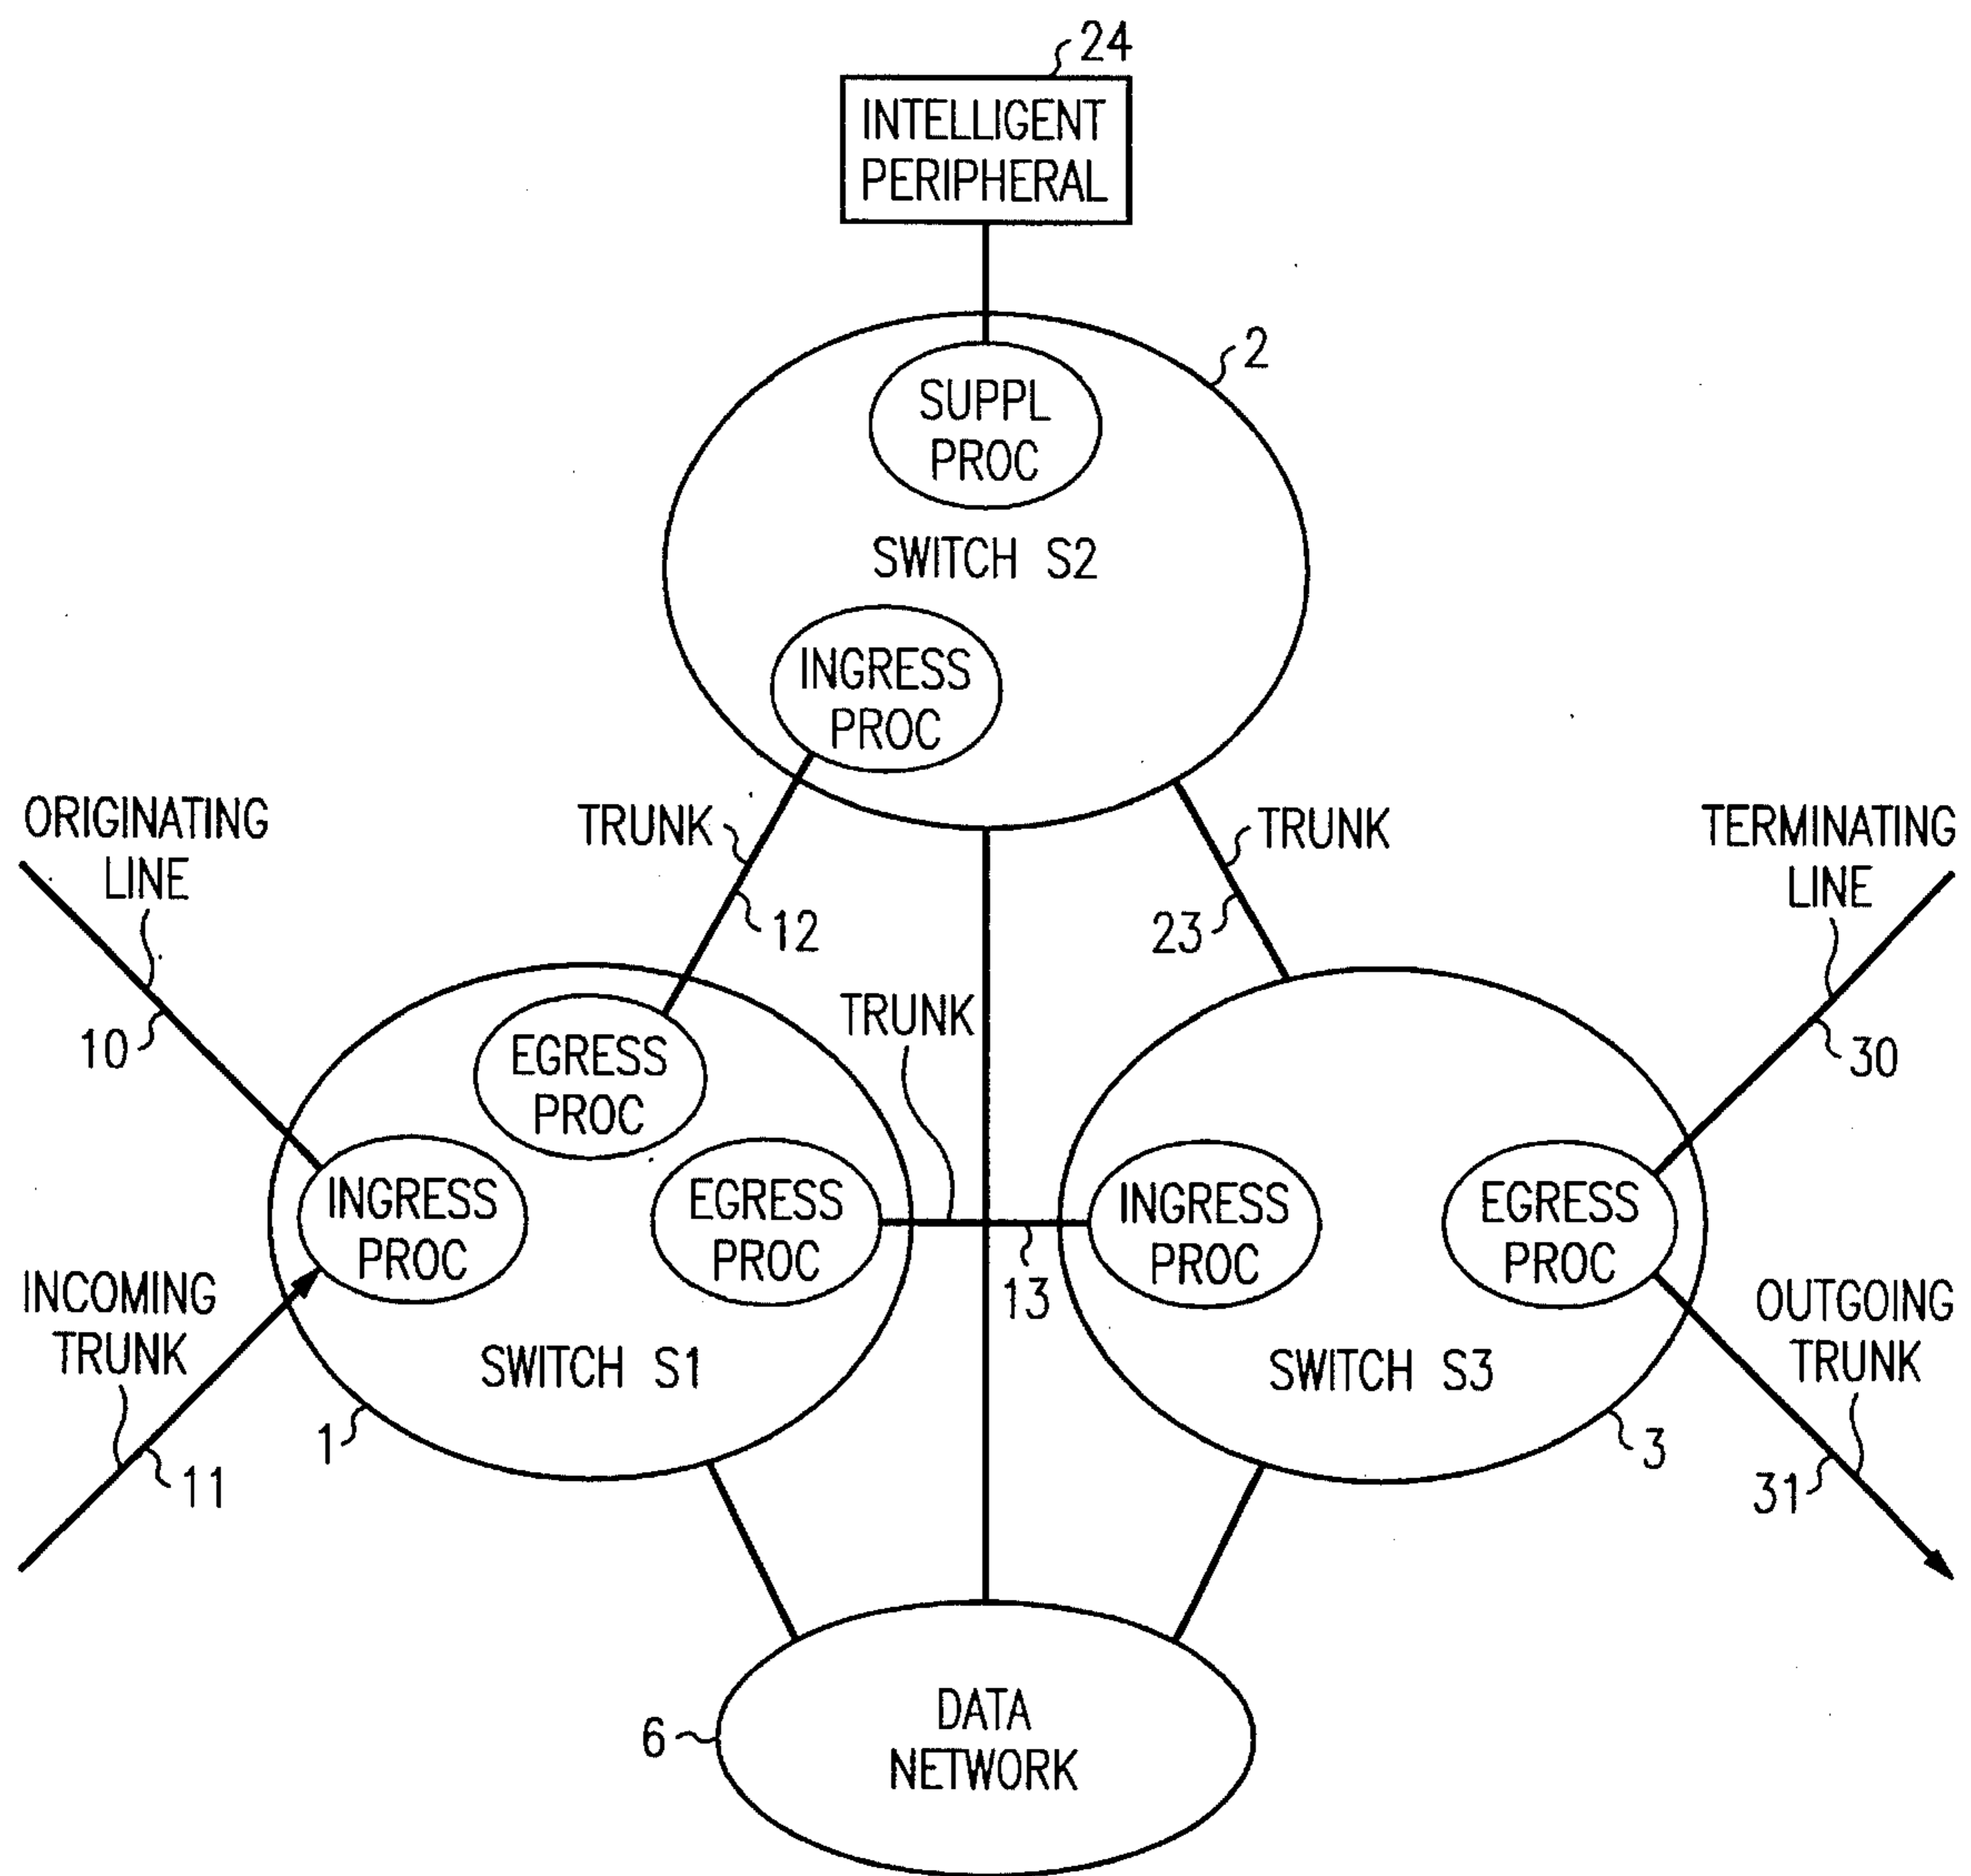 24
INTELLIGENT
PERIPHERAL
2
SUPPL
PROC
SWITCH S2
INGRESS
PROC
ORIGINATING
LINE
TRUNK
TRUNK
TERMINATING
LINE
12
23
10
TRUNK
30
EGRESS
PROC
INGRESS
PROC
EGRESS
PROC
INGRESS
PROC
EGRESS
PROC
INCOMING
TRUNK
13
OUTGOING
TRUNK
SWITCH S1
SWITCH S3
1
3
11
31
6
DATA
NETWORK